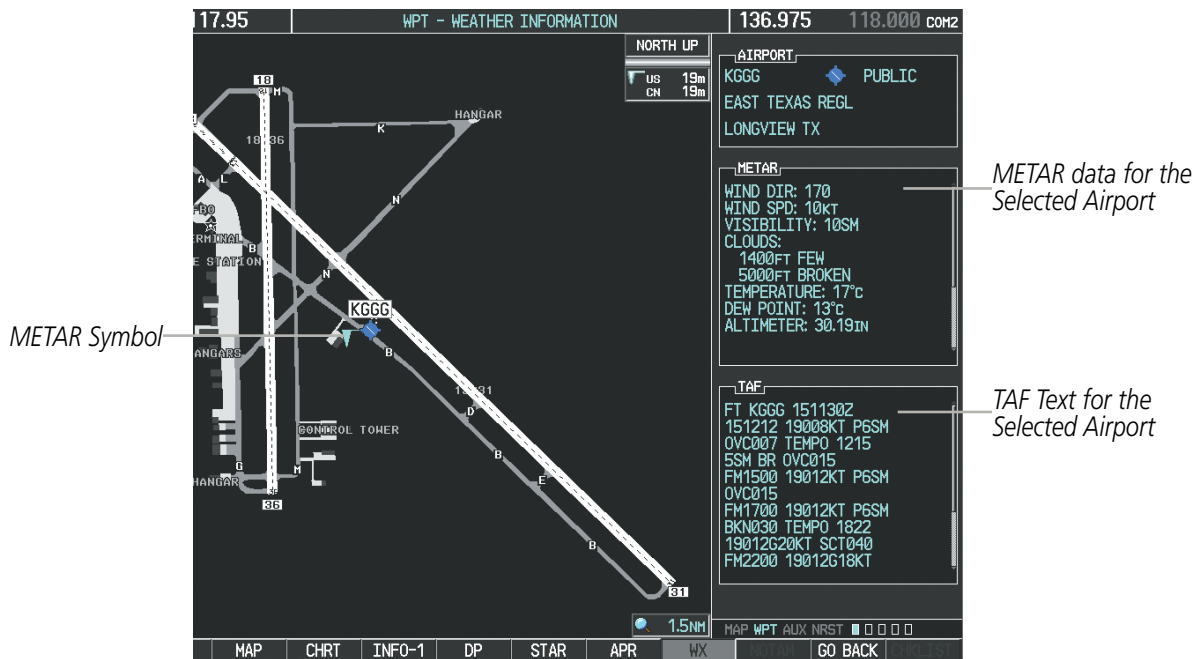 117.95
WPT - WEATHER INFORMATION
136.975
118.000 COM2
NORTH UP
US 19m
CN 19m
18
M
HANGAR
K
18 36
A
L
N
FBO
TERMINAL
B
E STATION
N
KGGG
HANGARS
B
13 31
D
CONTROL TOWER
B
G
M
E
HANGAR
36
B
31
1.5NM
AIRPORT
KGGG PUBLIC
EAST TEXAS REGL
LONGVIEW TX
METAR
WIND DIR: 170
WIND SPD: 10KT
VISIBILITY: 10SM
CLOUDS:
1400FT FEW
5000FT BROKEN
TEMPERATURE: 17°C
DEW POINT: 13°C
ALTIMETER: 30.19IN
TAF
FT KGGG 151130Z
151212 19008KT P6SM
OVC007 TEMPO 1215
5SM BR OVC015
FM1500 19012KT P6SM
OVC015
FM1700 19012KT P6SM
BKN030 TEMPO 1822
19012G20KT SCT040
FM2200 19012G18KT
MAP WPT AUX NRST
MAP CHRT INFO-1 DP STAR APR WX NOTAM GO BACK CHKLIST
METAR Symbol
METAR data for the
Selected Airport
TAF Text for the
Selected Airport